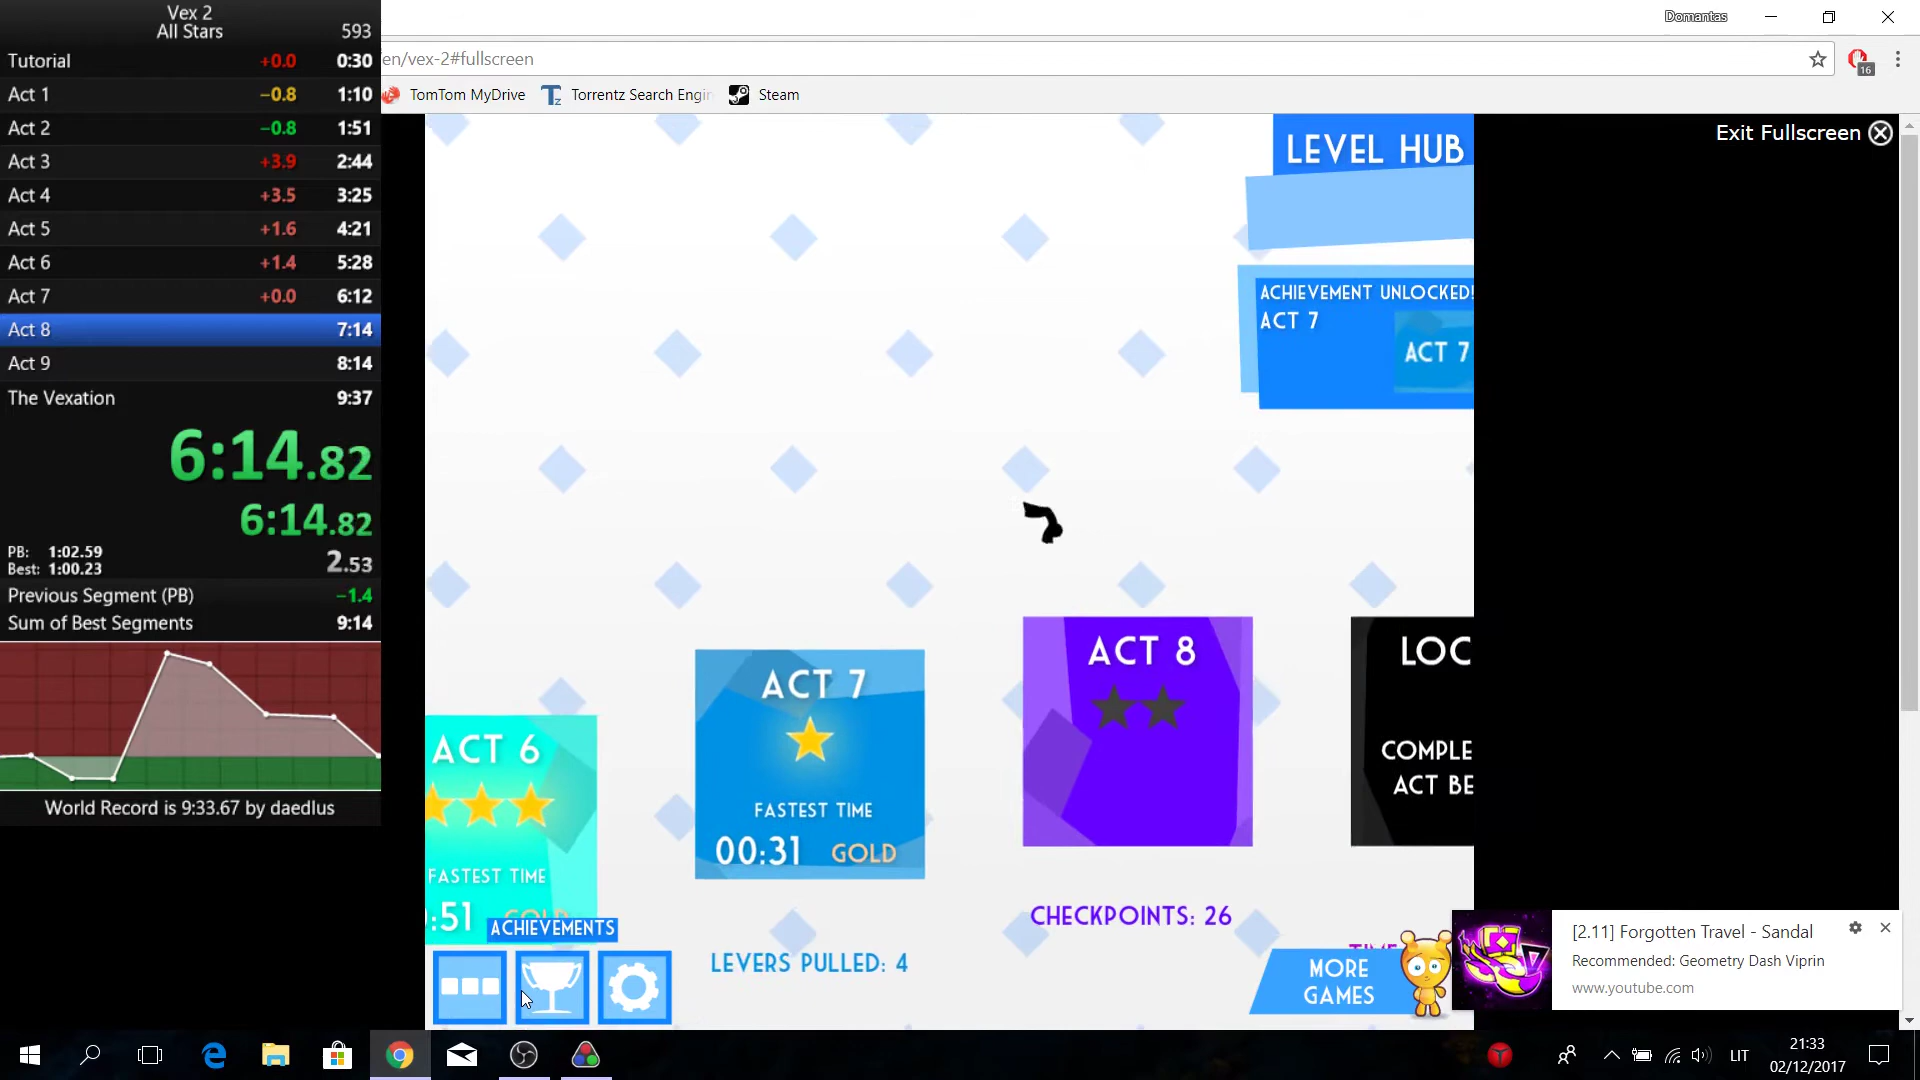 Vex 2
All Stars 593
Tutorial +0.0 0:30
Act 1 −0.8 1:10
Act 2 −0.8 1:51
Act 3 +3.9 2:44
Act 4 +3.5 3:25
Act 5 +1.6 4:21
Act 6 +1.4 5:28
Act 7 +0.0 6:12
Act 8 7:14
Act 9 8:14
The Vexation 9:37
6:14.82
6:14.82
PB: 1:02.59
Best: 1:00.23
2.53
Previous Segment (PB) −1.4
Sum of Best Segments 9:14
World Record is 9:33.67 by daedlus
Domantas
en/vex-2#fullscreen
16
TomTom MyDrive
Torrentz Search Engin
Steam
Exit Fullscreen
LEVEL HUB
ACHIEVEMENT UNLOCKED!
ACT 7
ACT 7
ACT 6
FASTEST TIME
:51 GOLD
ACT 7
FASTEST TIME
00:31 GOLD
LEVERS PULLED: 4
ACT 8
CHECKPOINTS: 26
LOC
COMPLE
ACT BE
TIME
ACHIEVEMENTS
MORE
GAMES
[2.11] Forgotten Travel - Sandal
Recommended: Geometry Dash Viprin
www.youtube.com
LIT
21:33
02/12/2017